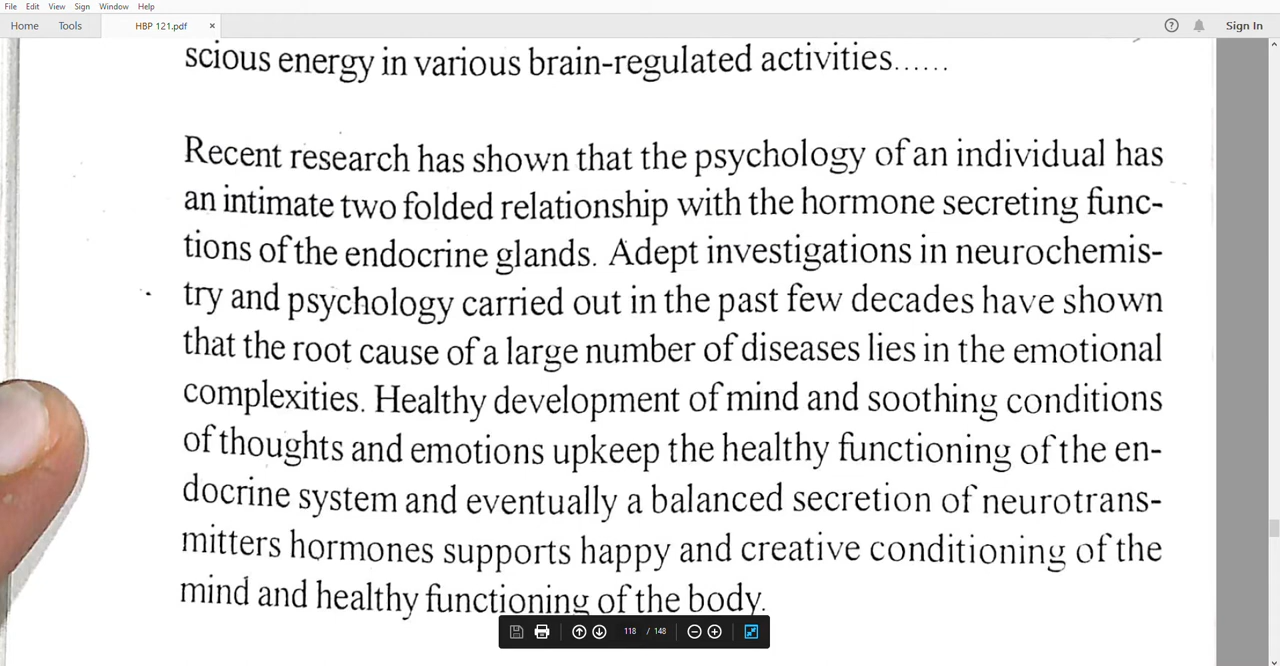 File Edit View Sign Window Help
Home Tools HBP 121.pdf × ? Sign In
scious energy in various brain-regulated activities......
Recent research has shown that the psychology of an individual has
an intimate two folded relationship with the hormone secreting func-
tions of the endocrine glands. Adept investigations in neurochemis-
try and psychology carried out in the past few decades have shown
that the root cause of a large number of diseases lies in the emotional
complexities. Healthy development of mind and soothing conditions
of thoughts and emotions upkeep the healthy functioning of the en-
docrine system and eventually a balanced secretion of neurotrans-
mitters hormones supports happy and creative conditioning of the
mind and healthy functioning of the body.
118 / 148